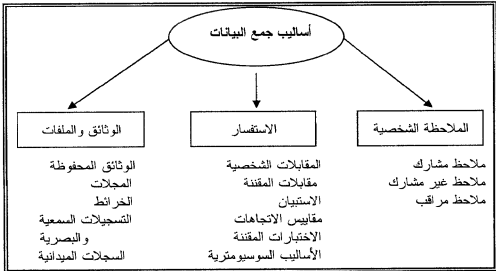 أساليب جمع البيانات
الملاحظة الشخصية
ملاحظ مشارك
ملاحظ غير مشارك
ملاحظ مراقب
الاستفسار
المقابلات الشخصية
مقابلات المقننة
الاستبيان
مقاييس الاتجاهات
الاختبارات المقننة
الأساليب السوسيومترية
الوثائق والملفات
الوثائق المحفوظة
المجلات
الخرائط
التسجيلات السمعية
والبصرية
السجلات الميدانية